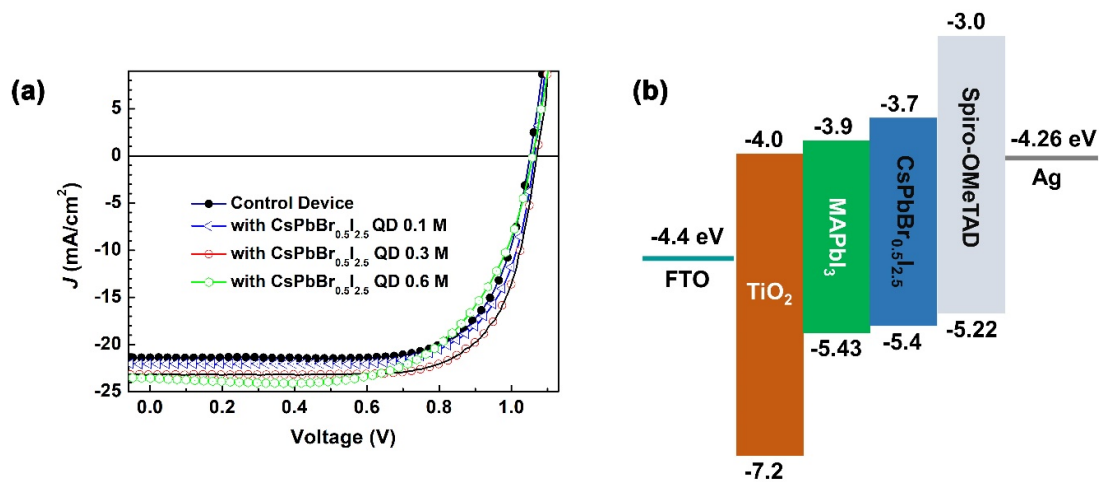 (a)
J (mA/cm²)
5
0
-5
-10
-15
-20
-25
0.0 0.2 0.4 0.6 0.8 1.0
Voltage (V)
Control Device
with CsPbBr₀.₅I₂.₅ QD 0.1 M
with CsPbBr₀.₅I₂.₅ QD 0.3 M
with CsPbBr₀.₅I₂.₅ QD 0.6 M
(b)
-3.0
-3.7
-3.9
-4.0
-4.26 eV
Ag
-4.4 eV
FTO
TiO₂
MAPbI₃
CsPbBr₀.₅I₂.₅
Spiro-OMeTAD
-5.22
-5.4
-5.43
-7.2